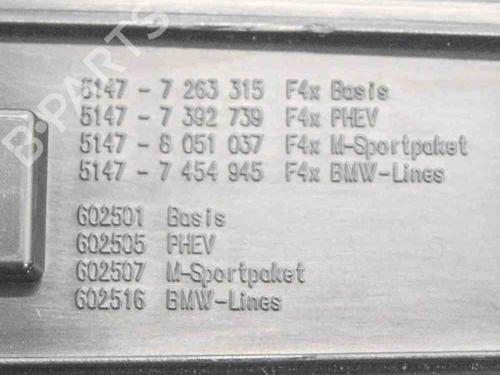 B-PARTS
5147 - 7 263 315 F4x Basis
5147 - 7 392 739 F4x PHEV
5147 - 8 051 037 F4x M-Sportpaket
5147 - 7 454 945 F4x BMW-Lines
602501 Basis
602505 PHEV
602507 M-Sportpaket
602516 BMW-Lines